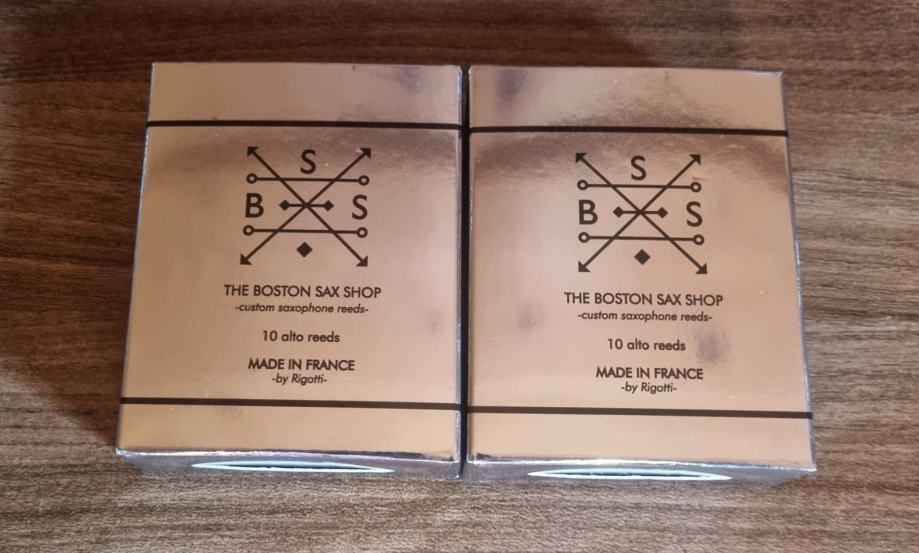 S
B S
THE BOSTON SAX SHOP
-custom saxophone reeds-
10 alto reeds
MADE IN FRANCE
-by Rigotti-
S
B S
THE BOSTON SAX SHOP
-custom saxophone reeds-
10 alto reeds
MADE IN FRANCE
-by Rigotti-